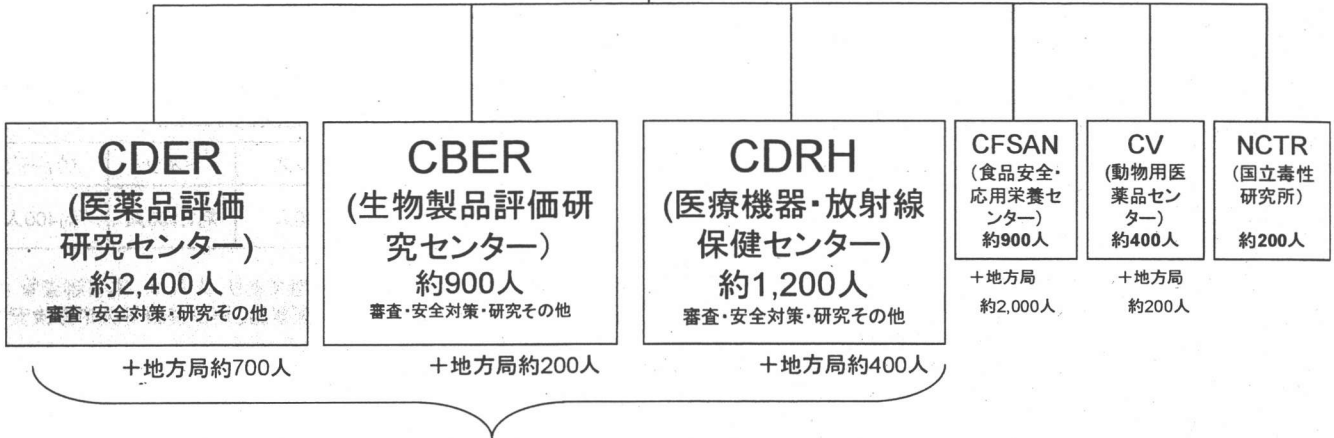 CDER
(医薬品評価
研究センター)
約2,400人
審査・安全対策・研究その他
+地方局約700人
CBER
(生物製品評価研
究センター)
約900人
審査・安全対策・研究その他
+地方局約200人
CDRH
(医療機器・放射線
保健センター)
約1,200人
審査・安全対策・研究その他
+地方局約400人
CFSAN
(食品安全・
応用栄養セ
ンター)
約900人
+地方局
約2,000人
CV
(動物用医
薬品セン
ター)
約400人
+地方局
約200人
NCTR
(国立毒性
研究所)
約200人